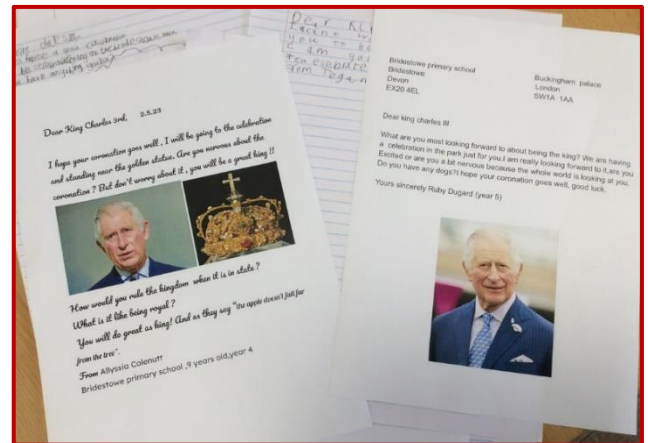 Dear King Charles 3rd, 2.5.23
I hope your coronation goes well , I will be going to the celebration
and standing near the golden statue. Are you nurvous about the
coronation ? But don't worry about it , you will be a great king !!
How would you rule the kingdom when it is in state ?
What is it like being royal ?
You will do great as king! And as they say "the apple doesn't fall far
from the tree".
From Allyssia Colenutt
Bridestowe primary school ,9 years old,year 4
Dear
you to be
Bridestowe primary school
Bridestowe
Devon
EX20 4EL
Buckingham palace
London
SW1A 1AA
Dear king charles III
What are you most looking forward to about being the king? We are having
a celebration in the park just for you.I am really looking forward to it,are you
Excited or are you a bit nervous because the whole world is looking at you.
Do you have any dogs?I hope your coronation goes well, good luck.
Yours sincerely Ruby Dugard (year 5)